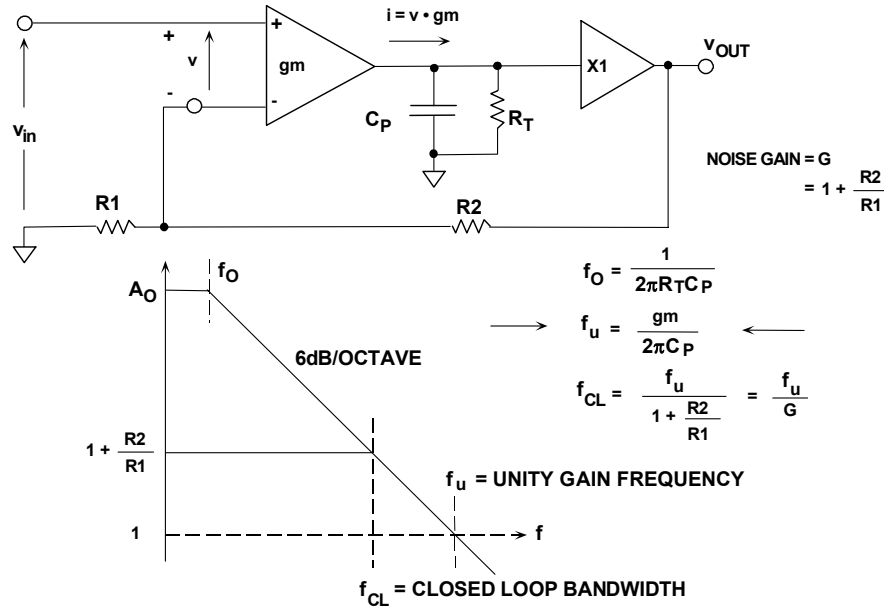 i = v • gm
+
+
v
gm
-
-
X1
vOUT
vin
CP
RT
R1
R2
NOISE GAIN = G
= 1 + R2/R1
AO
fO
6dB/OCTAVE
fO = 1/2πRTCP
fu = gm/2πCP
fCL = fu/1 + R2/R1 = fu/G
1 + R2/R1
fu = UNITY GAIN FREQUENCY
1
f
fCL = CLOSED LOOP BANDWIDTH